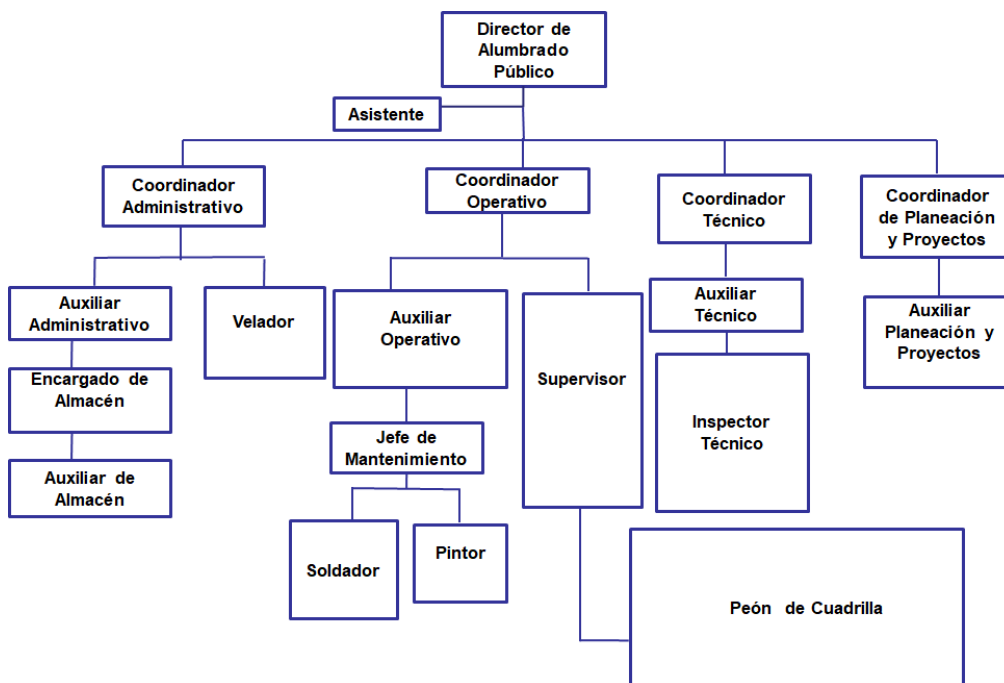 Director de
Alumbrado
Público
Asistente
Coordinador
Administrativo
Coordinador
Operativo
Coordinador
Técnico
Coordinador
de Planeación
y Proyectos
Auxiliar
Administrativo
Velador
Auxiliar
Operativo
Supervisor
Auxiliar
Técnico
Auxiliar
Planeación y
Proyectos
Encargado de
Almacén
Jefe de
Mantenimiento
Inspector
Técnico
Auxiliar de
Almacén
Soldador
Pintor
Peón de Cuadrilla